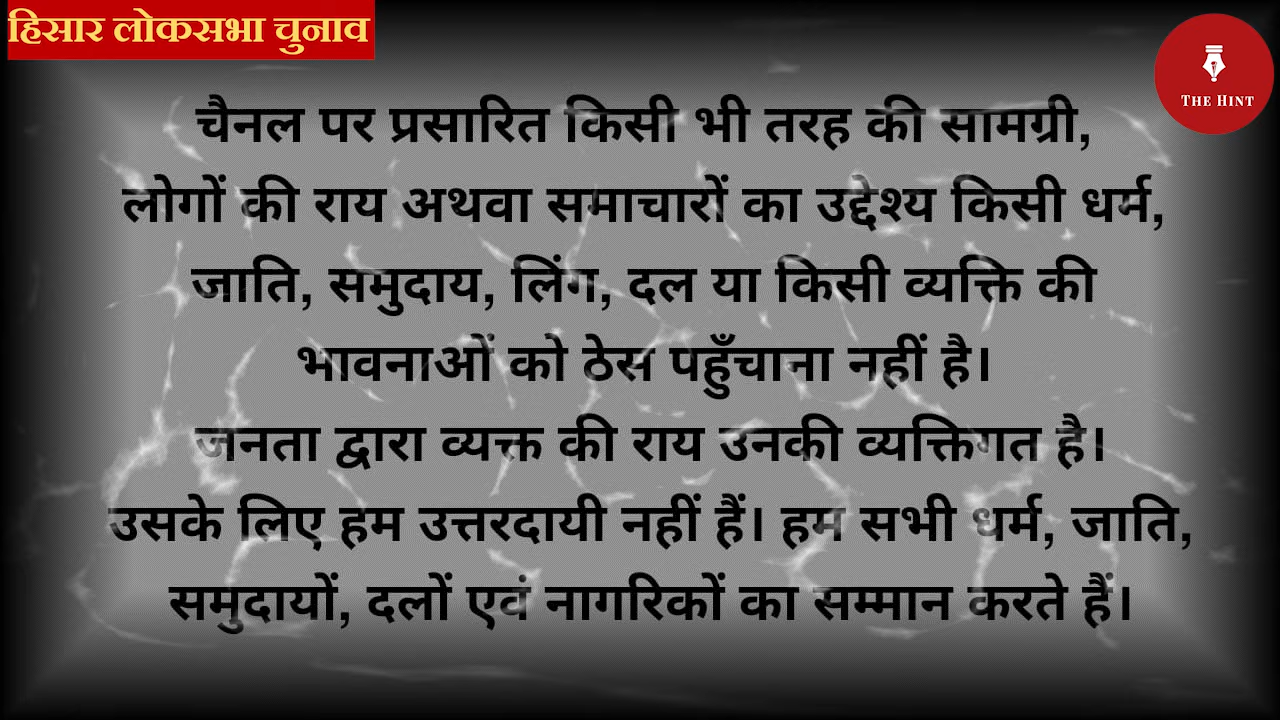 हिसार लोकसभा चुनाव
THE HINT
चैनल पर प्रसारित किसी भी तरह की सामग्री,
लोगों की राय अथवा समाचारों का उद्देश्य किसी धर्म,
जाति, समुदाय, लिंग, दल या किसी व्यक्ति की
भावनाओं को ठेस पहुँचाना नहीं है।
जनता द्वारा व्यक्त की राय उनकी व्यक्तिगत है।
उसके लिए हम उत्तरदायी नहीं हैं। हम सभी धर्म, जाति,
समुदायों, दलों एवं नागरिकों का सम्मान करते हैं।